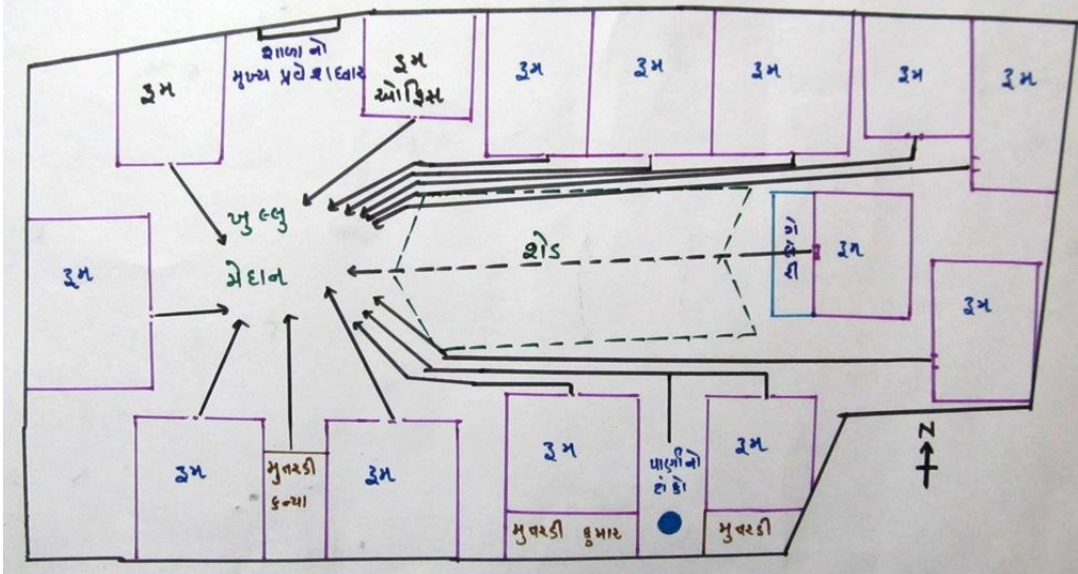 શાળાનો
મુખ્ય પ્રવેશદ્વાર
રૂમ
રૂમ
ઓફિસ
રૂમ
રૂમ
રૂમ
રૂમ
રૂમ
ખુલ્લુ
મેદાન
શેડ
ગેલેરી
રૂમ
રૂમ
રૂમ
રૂમ
મુતરડી
કન્યા
રૂમ
રૂમ
મુતરડી કુમાર
પાણીનો
ટાંકો
રૂમ
મુતરડી
N